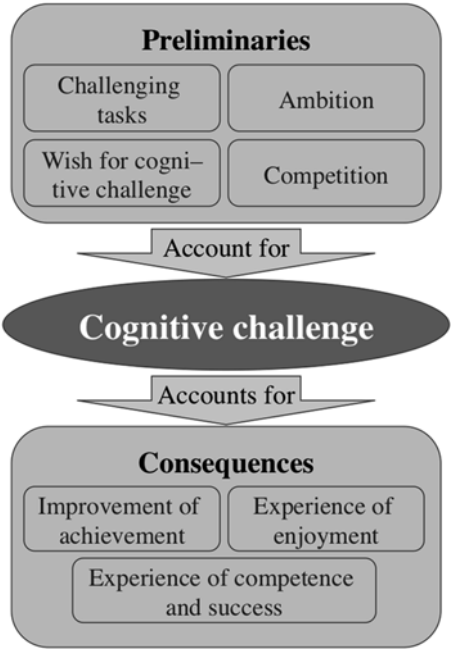 Preliminaries
Challenging
tasks
Ambition
Wish for cogni–
tive challenge
Competition
Account for
Cognitive challenge
Accounts for
Consequences
Improvement of
achievement
Experience of
enjoyment
Experience of competence
and success